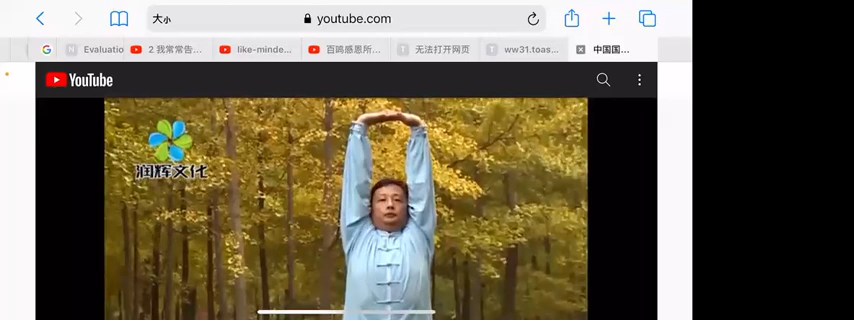 大小 youtube.com
G N Evaluatio 2 我常常告... like-minde... 百鸣感恩所... T 无法打开网页 T ww31.toas... 中国国...
YouTube
润辉文化